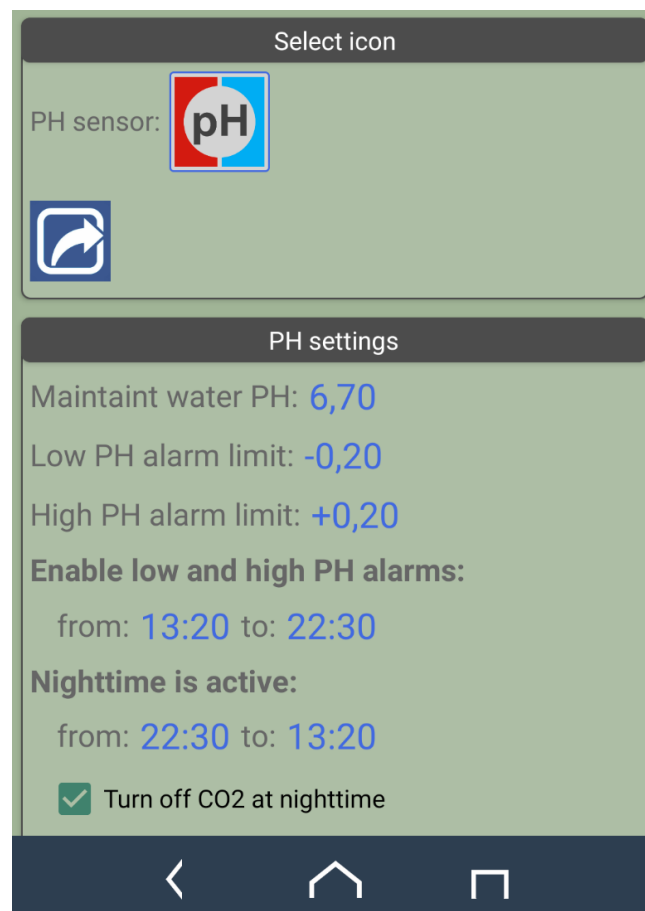 Select icon
PH sensor: pH
PH settings
Maintaint water PH: 6,70
Low PH alarm limit: -0,20
High PH alarm limit: +0,20
Enable low and high PH alarms:
from: 13:20 to: 22:30
Nighttime is active:
from: 22:30 to: 13:20
Turn off CO2 at nighttime